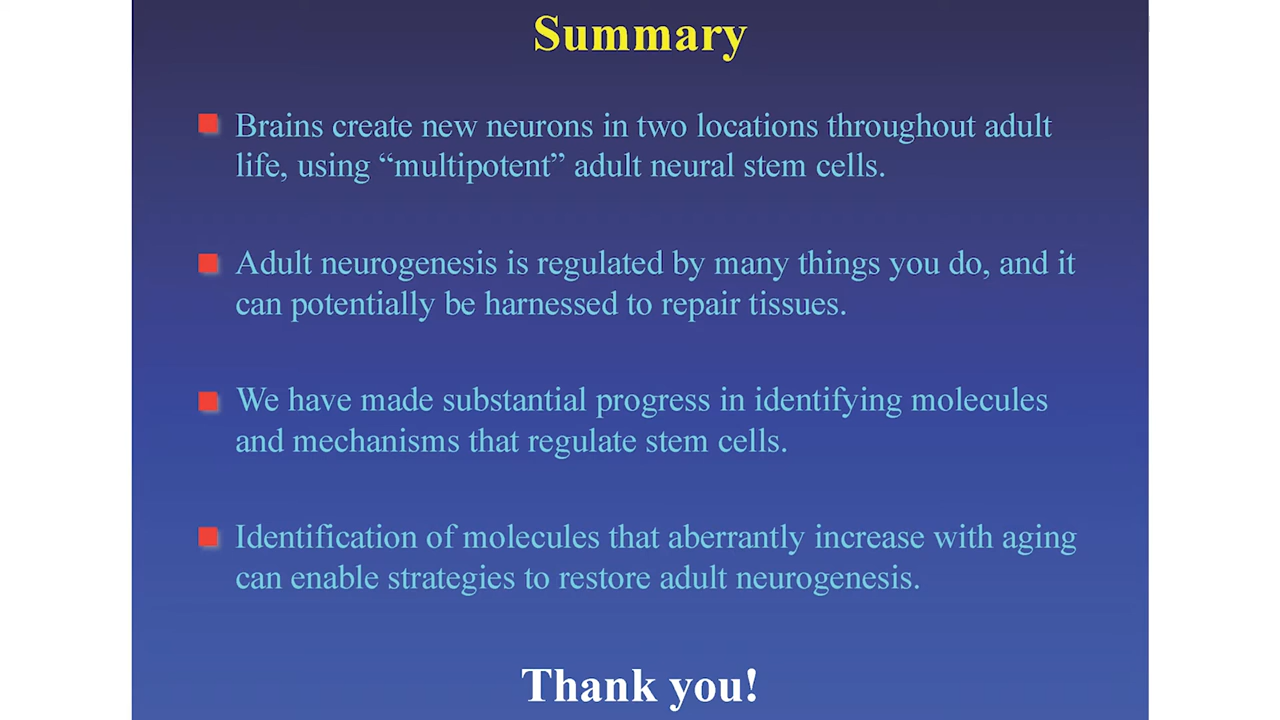 Summary
Brains create new neurons in two locations throughout adult
life, using “multipotent” adult neural stem cells.
Adult neurogenesis is regulated by many things you do, and it
can potentially be harnessed to repair tissues.
We have made substantial progress in identifying molecules
and mechanisms that regulate stem cells.
Identification of molecules that aberrantly increase with aging
can enable strategies to restore adult neurogenesis.
Thank you!